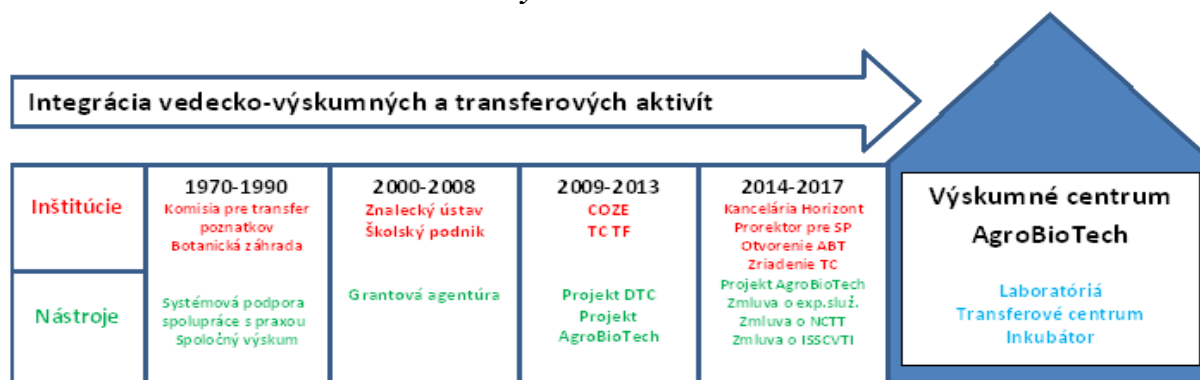 Integrácia vedecko-výskumných a transferových aktivít
Inštitúcie
1970-1990
Komisia pre transfer
poznatkov
Botanická záhrada
2000-2008
Znalecký ústav
Školský podnik
2009-2013
COZE
TC TF
2014-2017
Kancelária Horizont
Prorektor pre SP
Otvorenie ABT
Zriadenie TC
Nástroje
Systémová podpora
spolupráce s praxou
Spoločný výskum
Grantová agentúra
Projekt DTC
Projekt
AgroBioTech
Projekt AgroBioTech
Zmluva o exp.služ.
Zmluva o NCTT
Zmluva o ISSCVTI
Výskumné centrum
AgroBioTech
Laboratóriá
Transferové centrum
Inkubátor